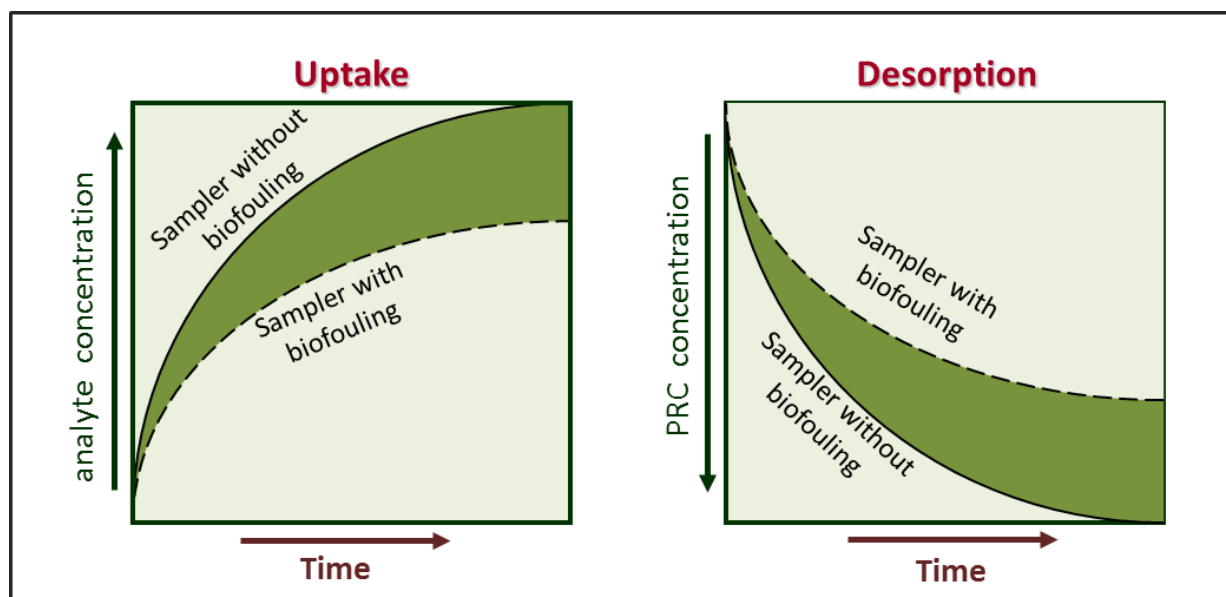 Uptake
analyte concentration
Sampler without
biofouling
Sampler with
biofouling
Time
Desorption
PRC concentration
Sampler with
biofouling
Sampler without
biofouling
Time